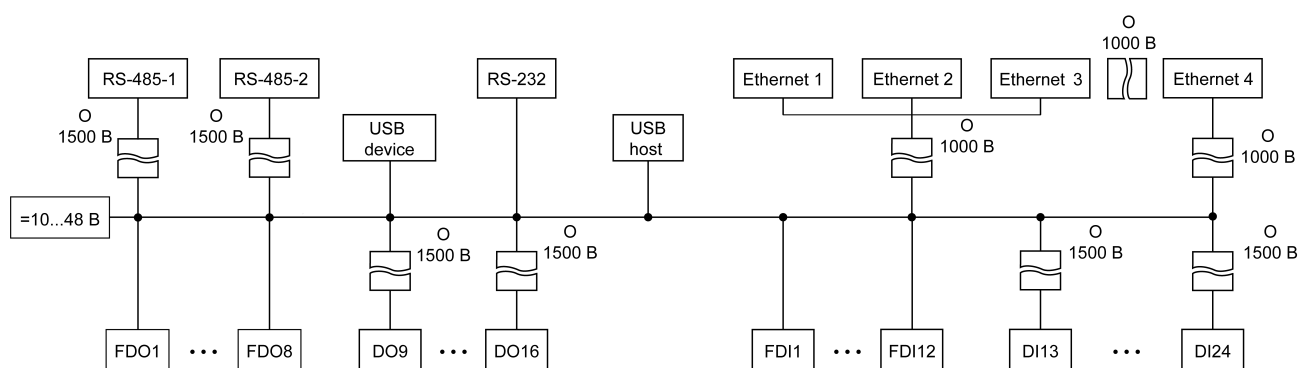 О
1000 В
RS-485-1
RS-485-2
RS-232
Ethernet 1
Ethernet 2
Ethernet 3
Ethernet 4
О
1500 В
О
1500 В
USB
device
USB
host
О
1000 В
О
1000 В
=10...48 В
О
1500 В
О
1500 В
О
1500 В
О
1500 В
FDO1
•••
FDO8
DO9
•••
DO16
FDI1
•••
FDI12
DI13
•••
DI24